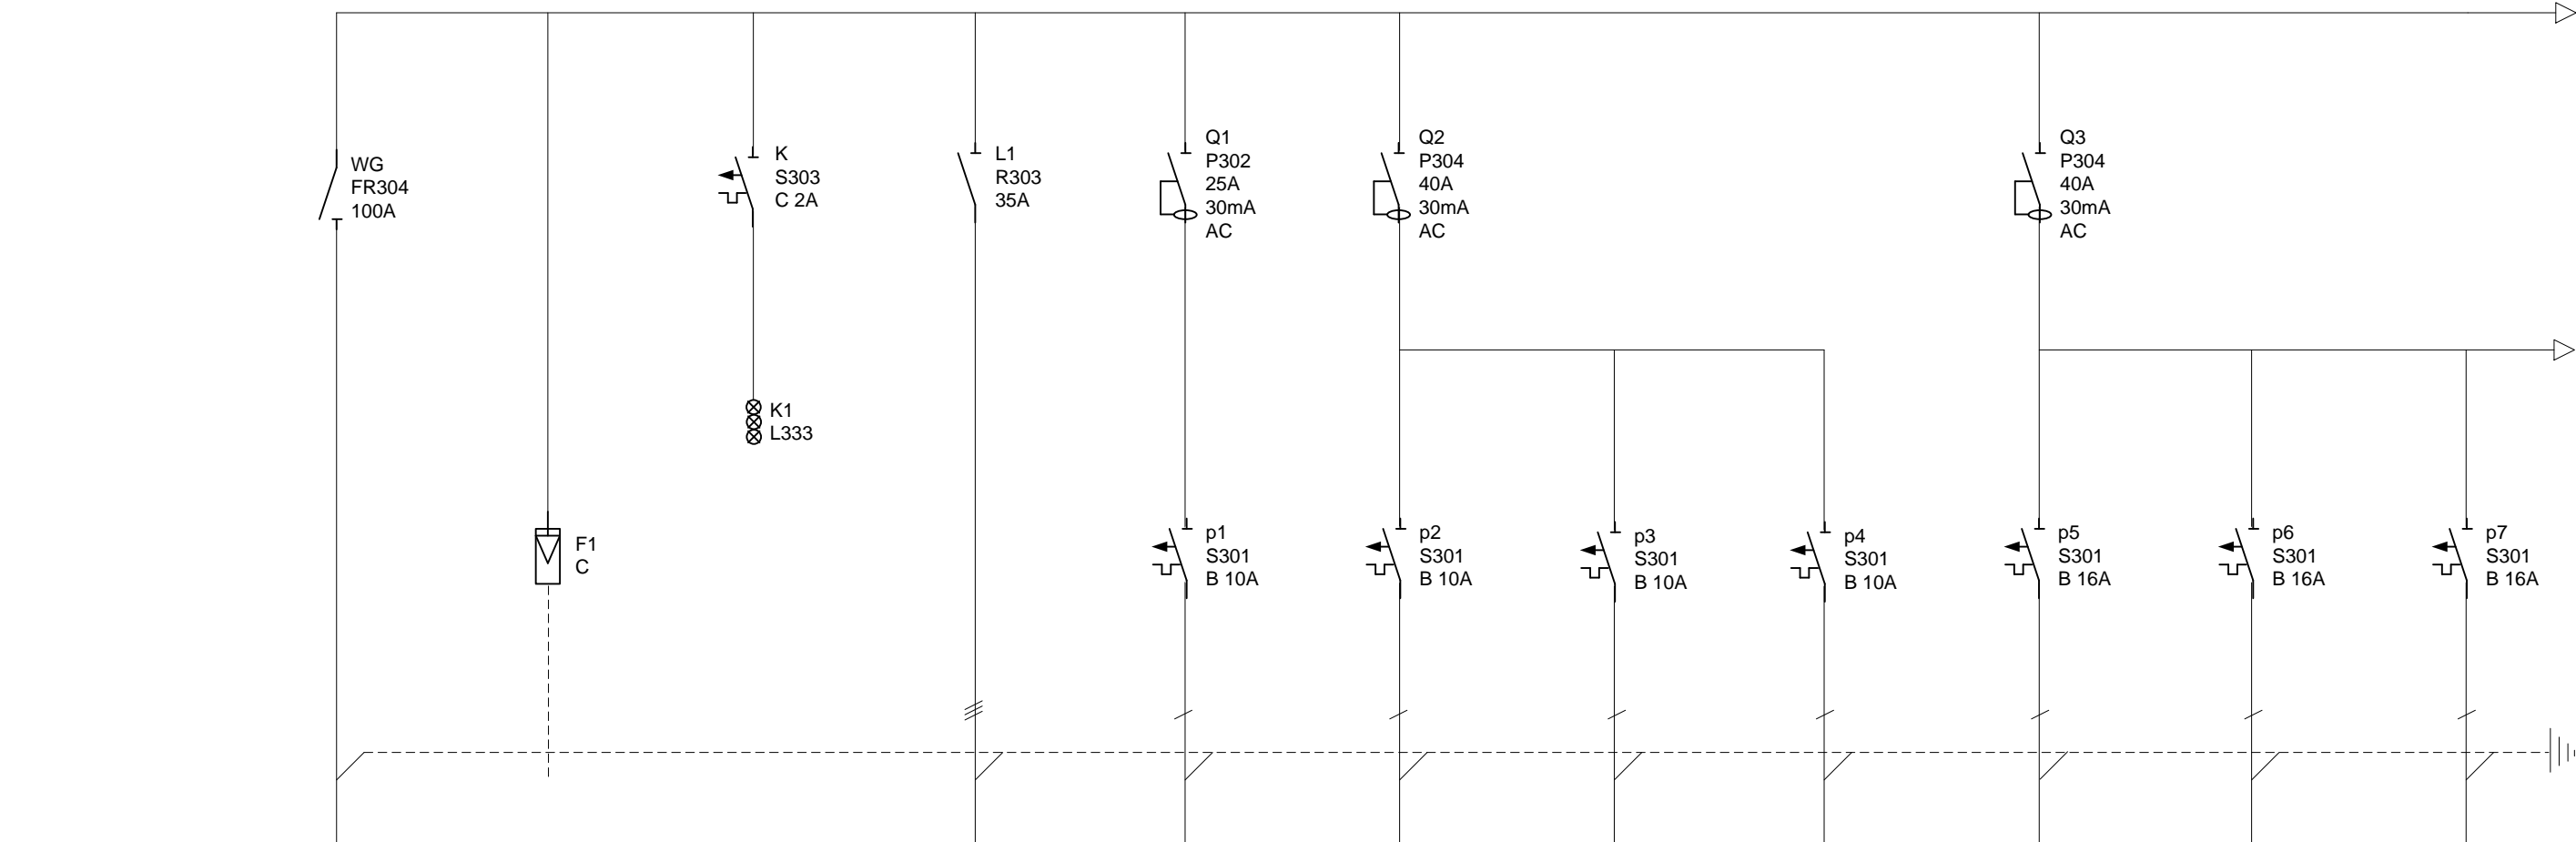 WG
FR304
100A
K
S303
C 2A
L1
R303
35A
Q1
P302
25A
30mA
AC
Q2
P304
40A
30mA
AC
Q3
P304
40A
30mA
AC
K1
L333
F1
C
p1
S301
B 10A
p2
S301
B 10A
p3
S301
B 10A
p4
S301
B 10A
p5
S301
B 16A
p6
S301
B 16A
p7
S301
B 16A